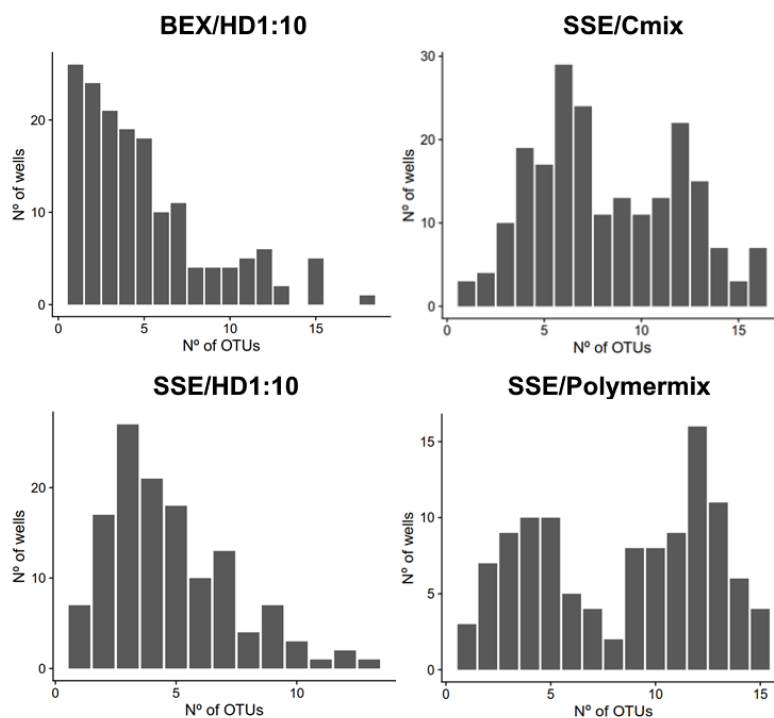 BEX/HD1:10
Nº of wells
20
10
0
0 5 10 15
Nº of OTUs
SSE/Cmix
Nº of wells
30
20
10
0
0 5 10 15
Nº of OTUs
SSE/HD1:10
Nº of wells
20
10
0
0 5 10
Nº of OTUs
SSE/Polymermix
Nº of wells
15
10
5
0
0 5 10 15
Nº of OTUs